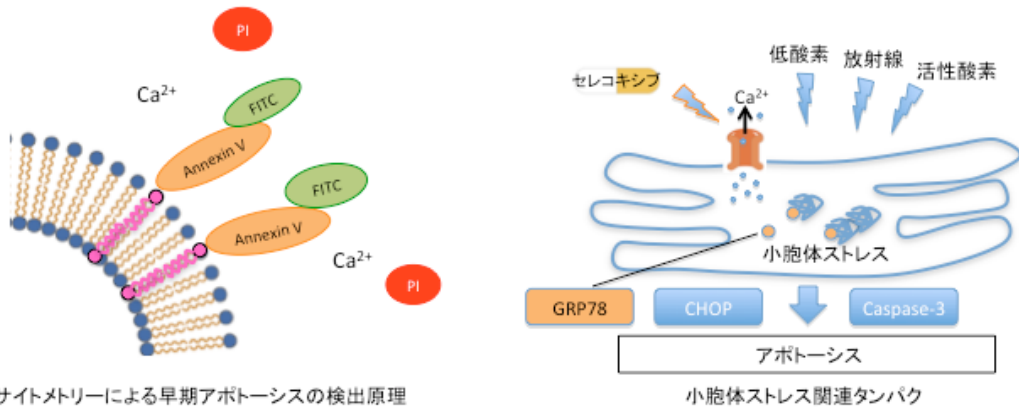 PI
Ca2+
FITC
Annexin V
FITC
Annexin V
Ca2+
PI
サイトメトリーによる早期アポトーシスの検出原理
低酸素
放射線
活性酸素
セレコキシブ
Ca2+
小胞体ストレス
GRP78
CHOP
Caspase-3
アポトーシス
小胞体ストレス関連タンパク